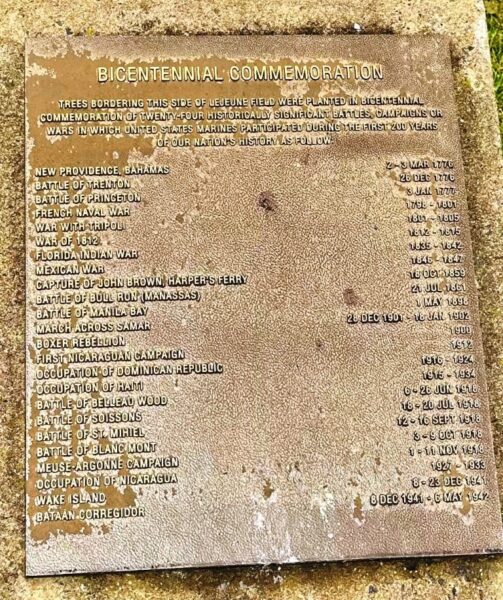 BICENTENNIAL COMMEMORATION
TREES BORDERING THIS SIDE OF LEJEUNE FIELD WERE PLANTED IN BICENTENNIAL
COMMEMORATION OF TWENTY-FOUR HISTORICALLY SIGNIFICANT BATTLES, CAMPAIGNS OR
WARS IN WHICH UNITED STATES MARINES PARTICIPATED DURING THE FIRST 200 YEARS
OF OUR NATION'S HISTORY AS FOLLOW:
NEW PROVIDENCE, BAHAMAS 2 - 3 MAR 1776
BATTLE OF TRENTON 26 DEC 1776
BATTLE OF PRINCETON 3 JAN 1777
FRENCH NAVAL WAR 1798 - 1801
WAR WITH TRIPOLI 1801 - 1805
WAR OF 1812 1812 - 1815
FLORIDA INDIAN WAR 1835 - 1842
MEXICAN WAR 1846 - 1847
CAPTURE OF JOHN BROWN, HARPER'S FERRY 18 OCT 1859
BATTLE OF BULL RUN (MANASSAS) 21 JUL 1861
BATTLE OF MANILA BAY 1 MAY 1898
MARCH ACROSS SAMAR 28 DEC 1901 - 18 JAN 1902
BOXER REBELLION 1900
FIRST NICARAGUAN CAMPAIGN 1912
OCCUPATION OF DOMINICAN REPUBLIC 1916 - 1924
OCCUPATION OF HAITI 1915 - 1934
BATTLE OF BELLEAU WOOD 6 - 26 JUN 1918
BATTLE OF SOISSONS 18 - 20 JUL 1918
BATTLE OF ST. MIHIEL 12 - 16 SEPT 1918
BATTLE OF BLANC MONT 3 - 9 OCT 1918
MEUSE-ARGONNE CAMPAIGN 1 - 11 NOV 1918
OCCUPATION OF NICARAGUA 1927 - 1933
WAKE ISLAND 8 - 23 DEC 1941
BATAAN CORREGIDOR 8 DEC 1941 - 6 MAY 1942